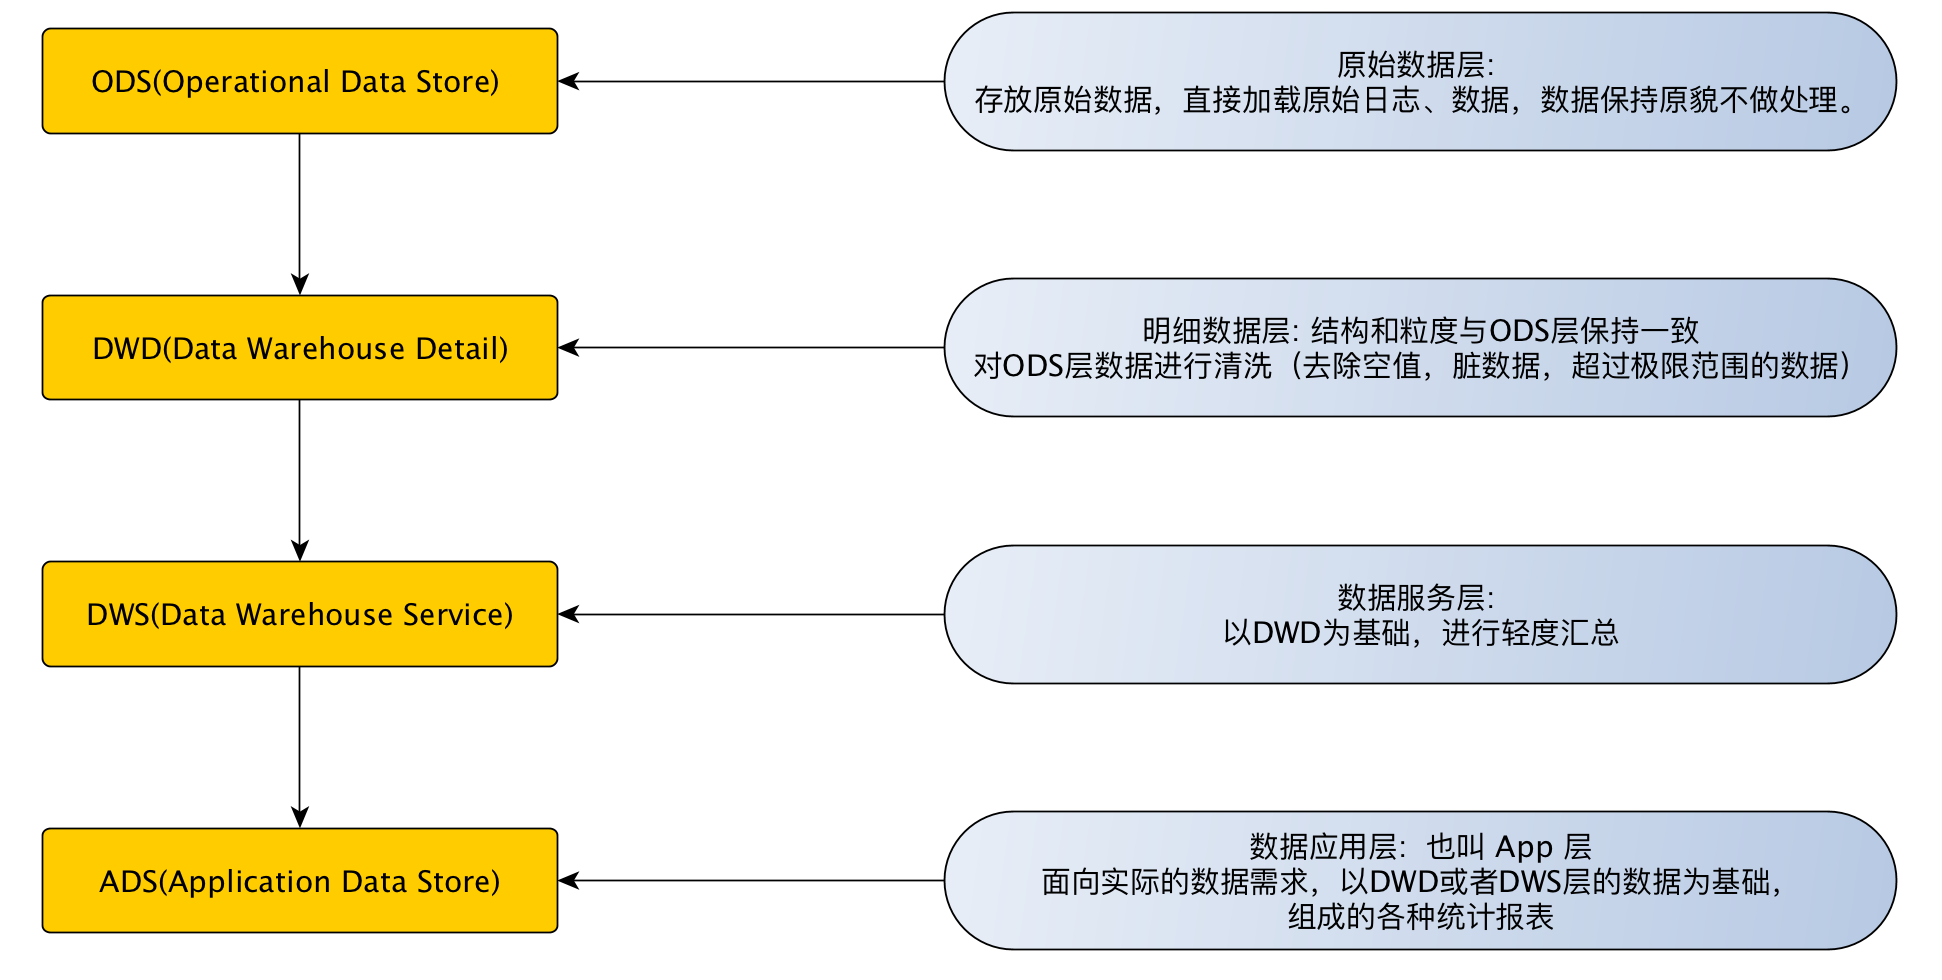 ODS(Operational Data Store)
原始数据层:
存放原始数据，直接加载原始日志、数据，数据保持原貌不做处理。
DWD(Data Warehouse Detail)
明细数据层: 结构和粒度与ODS层保持一致
对ODS层数据进行清洗（去除空值，脏数据，超过极限范围的数据）
DWS(Data Warehouse Service)
数据服务层:
以DWD为基础，进行轻度汇总
ADS(Application Data Store)
数据应用层：也叫 App 层
面向实际的数据需求，以DWD或者DWS层的数据为基础，
组成的各种统计报表